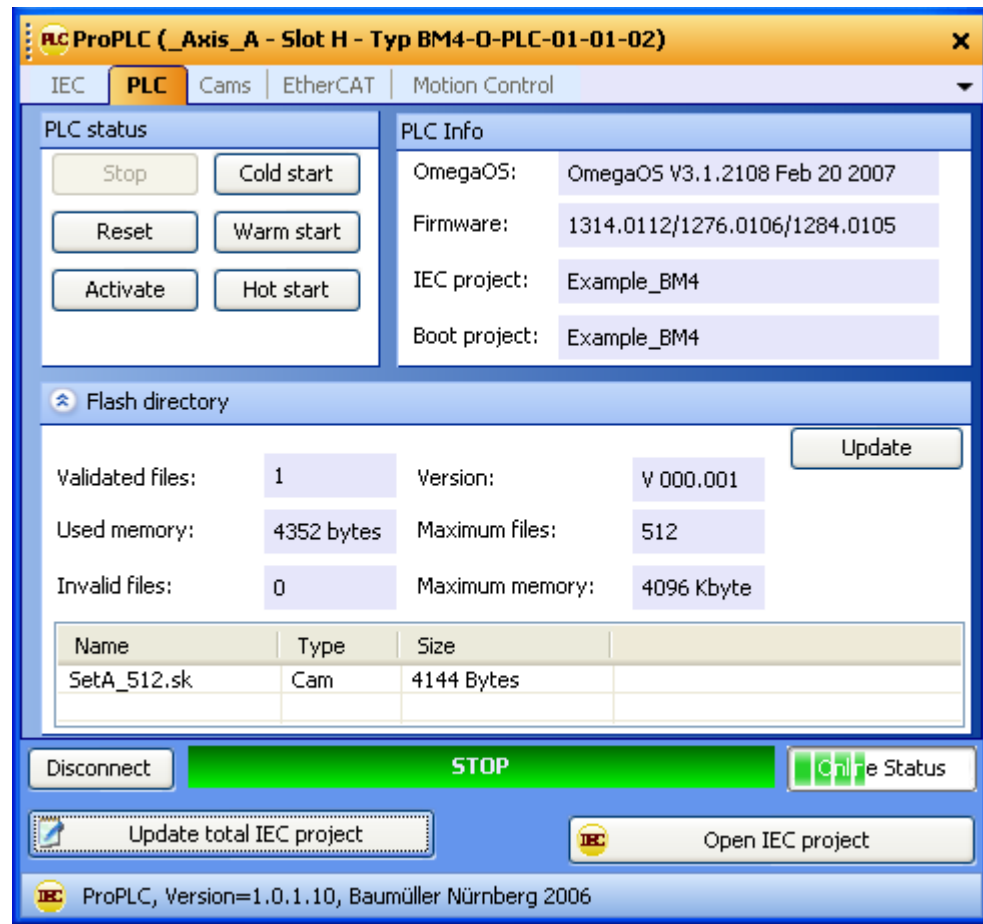 PLC ProPLC (_Axis_A - Slot H - Typ BM4-O-PLC-01-01-02)
IEC PLC Cams EtherCAT Motion Control
PLC status
Stop Cold start
Reset Warm start
Activate Hot start
PLC Info
OmegaOS: OmegaOS V3.1.2108 Feb 20 2007
Firmware: 1314.0112/1276.0106/1284.0105
IEC project: Example_BM4
Boot project: Example_BM4
Flash directory
Update
Validated files: 1 Version: V 000.001
Used memory: 4352 bytes Maximum files: 512
Invalid files: 0 Maximum memory: 4096 Kbyte
Name Type Size
SetA_512.sk Cam 4144 Bytes
Disconnect STOP Online Status
Update total IEC project IEC Open IEC project
IEC ProPLC, Version=1.0.1.10, Baumüller Nürnberg 2006